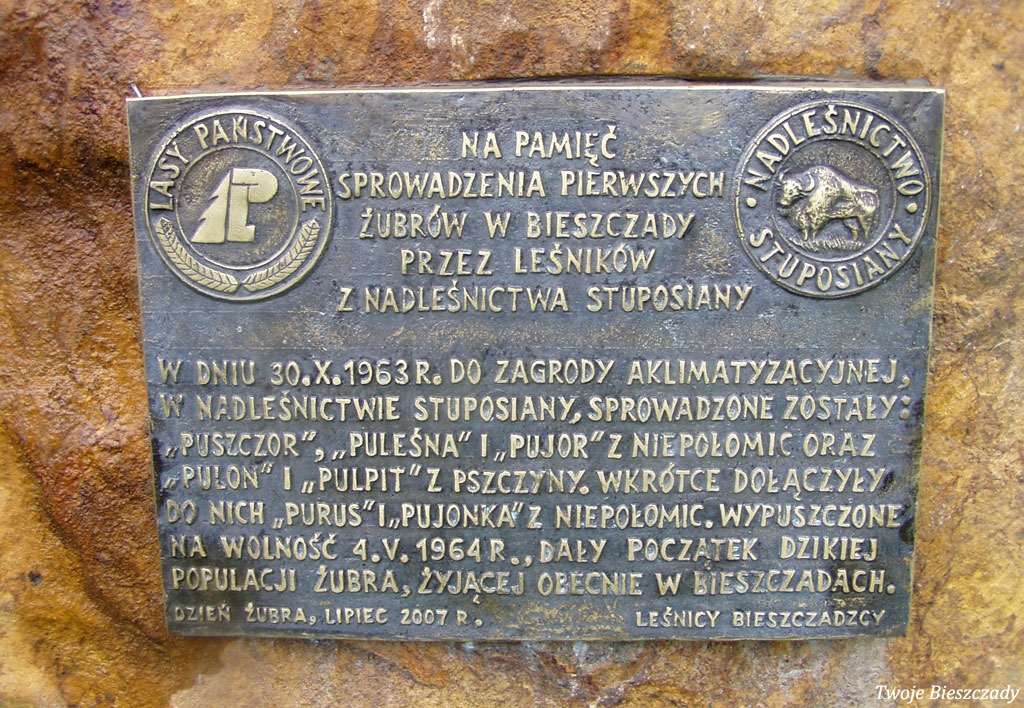 LASY PAŃSTWOWE
NADLEŚNICTWO
STUPOSIANY
NA PAMIĘĆ
SPROWADZENIA PIERWSZYCH
ŻUBRÓW W BIESZCZADY
PRZEZ LEŚNIKÓW
Z NADLEŚNICTWA STUPOSIANY
W DNIU 30.X.1963 R. DO ZAGRODY AKLIMATYZACYJNEJ,
W NADLEŚNICTWIE STUPOSIANY, SPROWADZONE ZOSTAŁY:
„PUSZCZOR”, „PULEŚNA” I „PUJOR” Z NIEPOŁOMIC ORAZ
„PULON” I „PULPIT” Z PSZCZYNY. WKRÓTCE DOŁĄCZYŁY
DO NICH „PURUS” I „PUJONKA” Z NIEPOŁOMIC. WYPUSZCZONE
NA WOLNOŚĆ 4.V.1964 R., DAŁY POCZĄTEK DZIKIEJ
POPULACJI ŻUBRA, ŻYJĄCEJ OBECNIE W BIESZCZADACH.
DZIEŃ ŻUBRA, LIPIEC 2007 R. LEŚNICY BIESZCZADZCY
Twoje Bieszczady